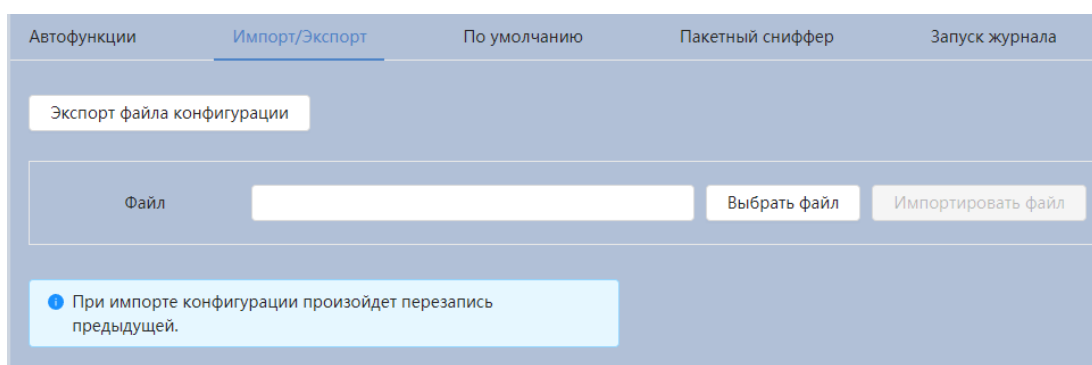 Автофункции Импорт/Экспорт По умолчанию Пакетный сниффер Запуск журнала
Экспорт файла конфигурации
Файл Выбрать файл Импортировать файл
При импорте конфигурации произойдет перезапись
предыдущей.